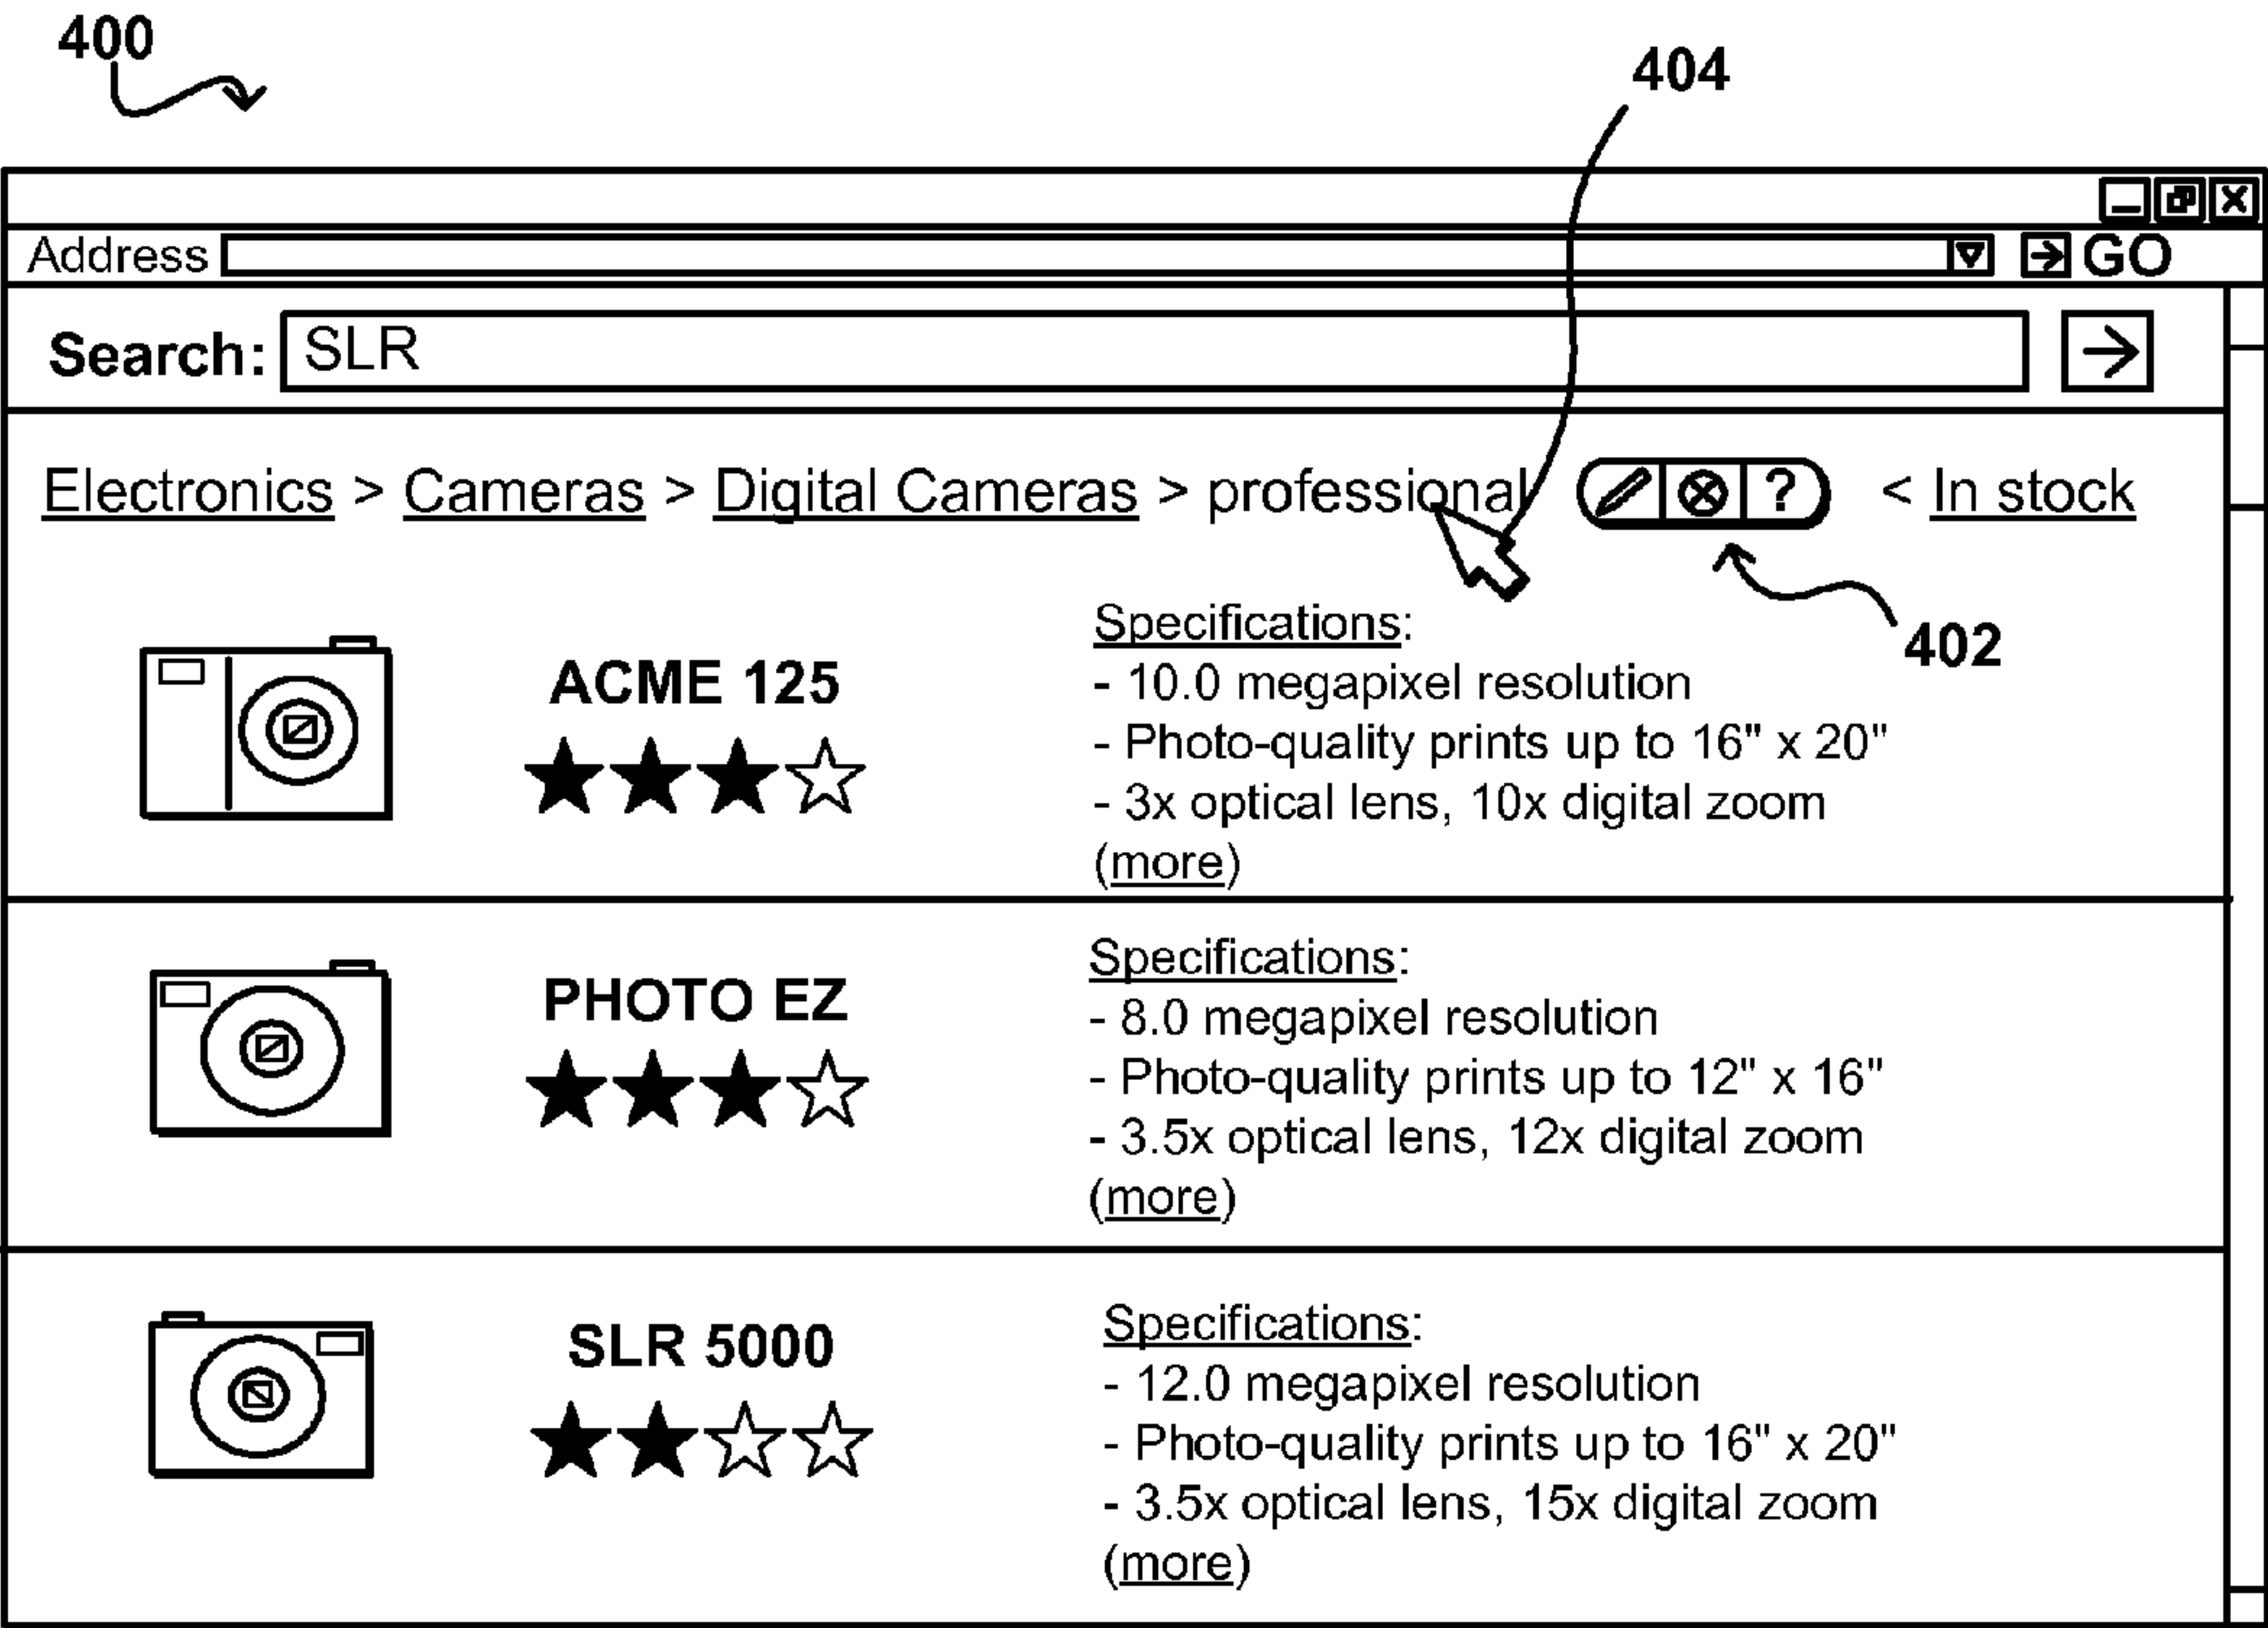 400
404
Address GO
Search: SLR
Electronics > Cameras > Digital Cameras > professional ? < In stock
402
ACME 125
Specifications:
- 10.0 megapixel resolution
- Photo-quality prints up to 16" x 20"
- 3x optical lens, 10x digital zoom
(more)
PHOTO EZ
Specifications:
- 8.0 megapixel resolution
- Photo-quality prints up to 12" x 16"
- 3.5x optical lens, 12x digital zoom
(more)
SLR 5000
Specifications:
- 12.0 megapixel resolution
- Photo-quality prints up to 16" x 20"
- 3.5x optical lens, 15x digital zoom
(more)